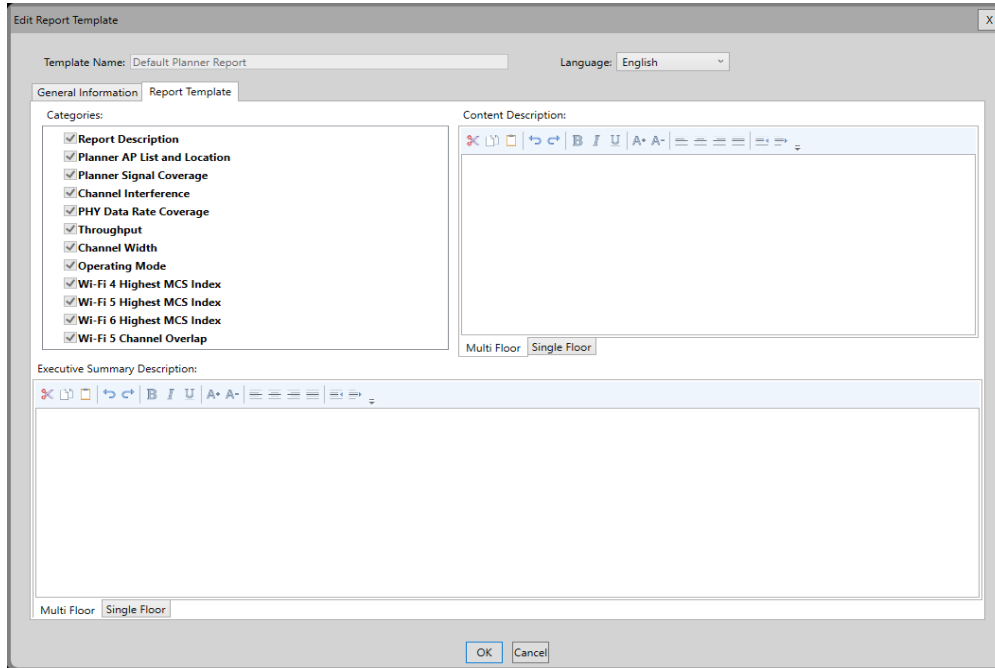 Edit Report Template
X
Template Name: Default Planner Report
Language: English
General Information
Report Template
Categories:
Report Description
Planner AP List and Location
Planner Signal Coverage
Channel Interference
PHY Data Rate Coverage
Throughput
Channel Width
Operating Mode
Wi-Fi 4 Highest MCS Index
Wi-Fi 5 Highest MCS Index
Wi-Fi 6 Highest MCS Index
Wi-Fi 5 Channel Overlap
Content Description:
B I U A+ A-
Multi Floor
Single Floor
Executive Summary Description:
B I U A+ A-
Multi Floor
Single Floor
OK
Cancel